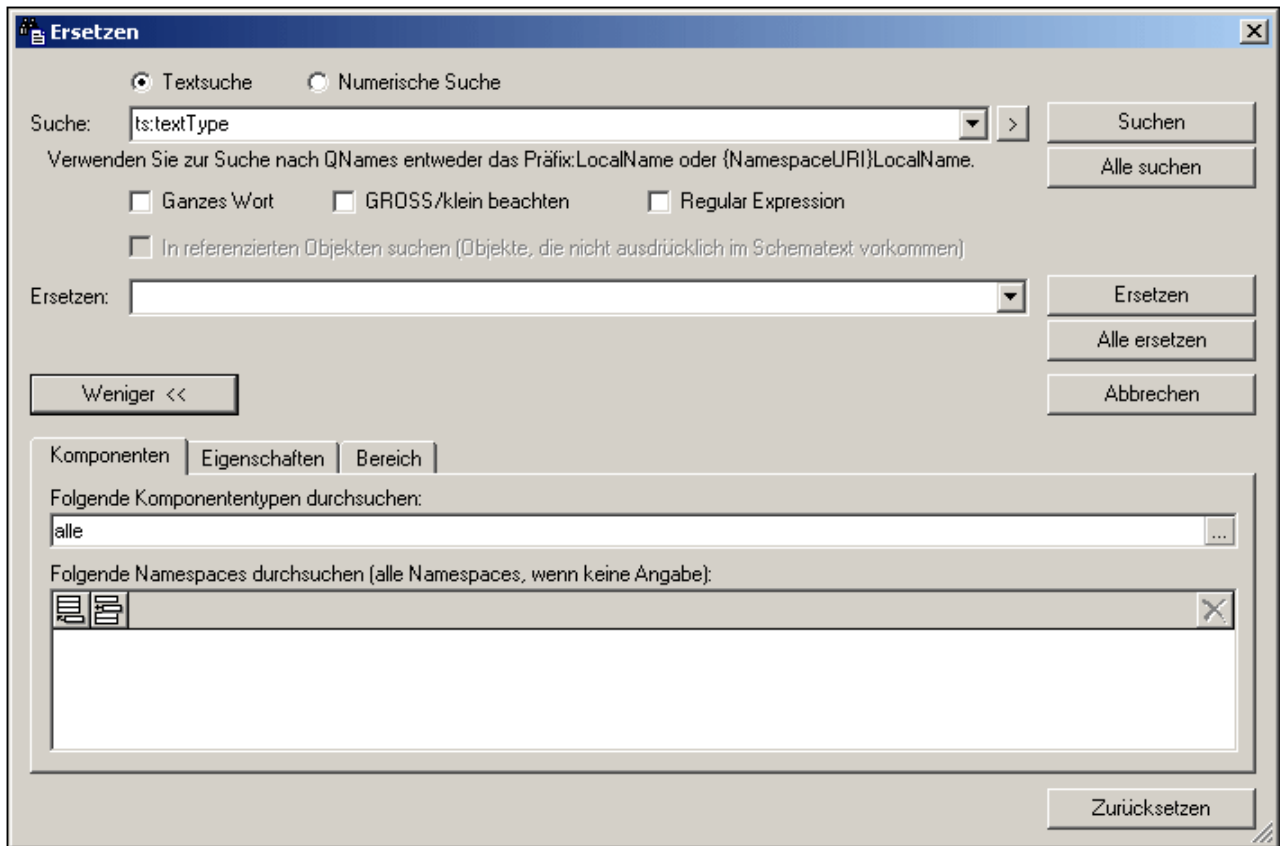 Ersetzen
Textsuche Numerische Suche
Suche: ts:textType > Suchen
Verwenden Sie zur Suche nach QNames entweder das Präfix:LocalName oder {NamespaceURI}LocalName.
Alle suchen
Ganzes Wort GROSS/klein beachten Regular Expression
In referenzierten Objekten suchen (Objekte, die nicht ausdrücklich im Schematext vorkommen)
Ersetzen: Ersetzen
Alle ersetzen
Weniger << Abbrechen
Komponenten Eigenschaften Bereich
Folgende Komponententypen durchsuchen:
alle ...
Folgende Namespaces durchsuchen (alle Namespaces, wenn keine Angabe):
Zurücksetzen